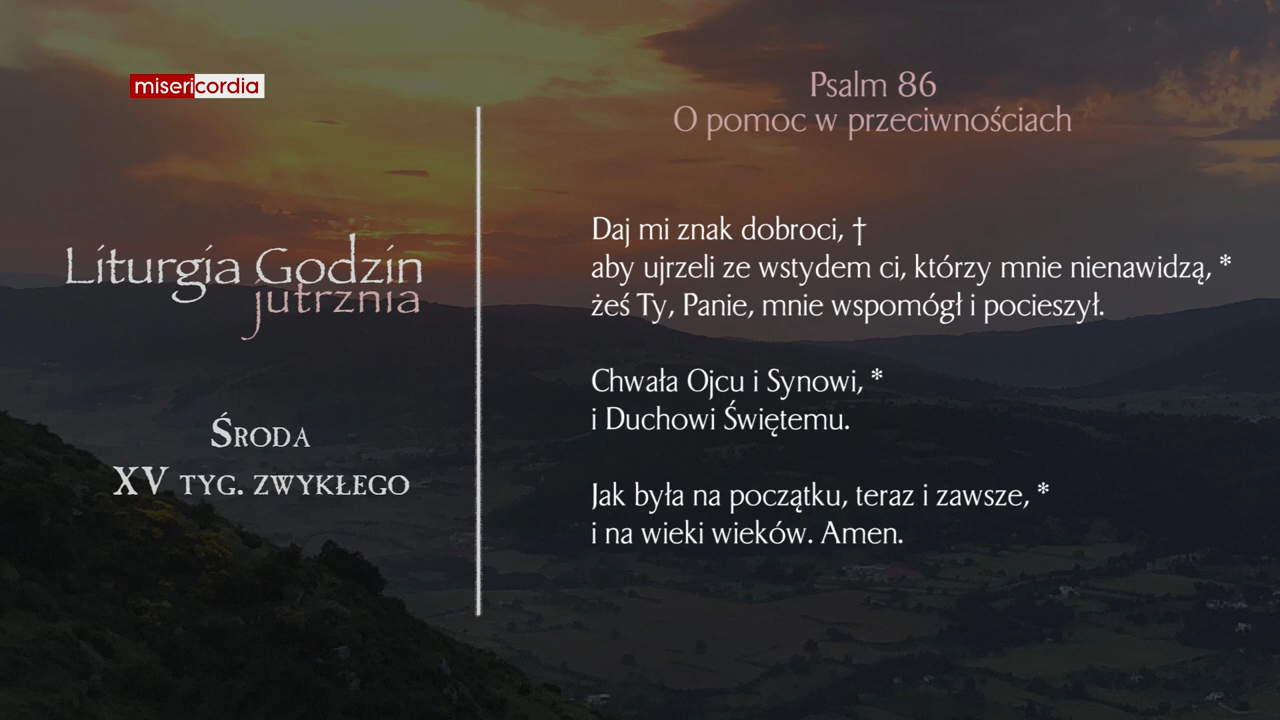 misericordia
Liturgia Godzin
jutrznia
Środa
XV tyg. zwykłego
Psalm 86
O pomoc w przeciwnościach
Daj mi znak dobroci, †
aby ujrzeli ze wstydem ci, którzy mnie nienawidzą, *
żeś Ty, Panie, mnie wspomógł i pocieszył.
Chwała Ojcu i Synowi, *
i Duchowi Świętemu.
Jak była na początku, teraz i zawsze, *
i na wieki wieków. Amen.